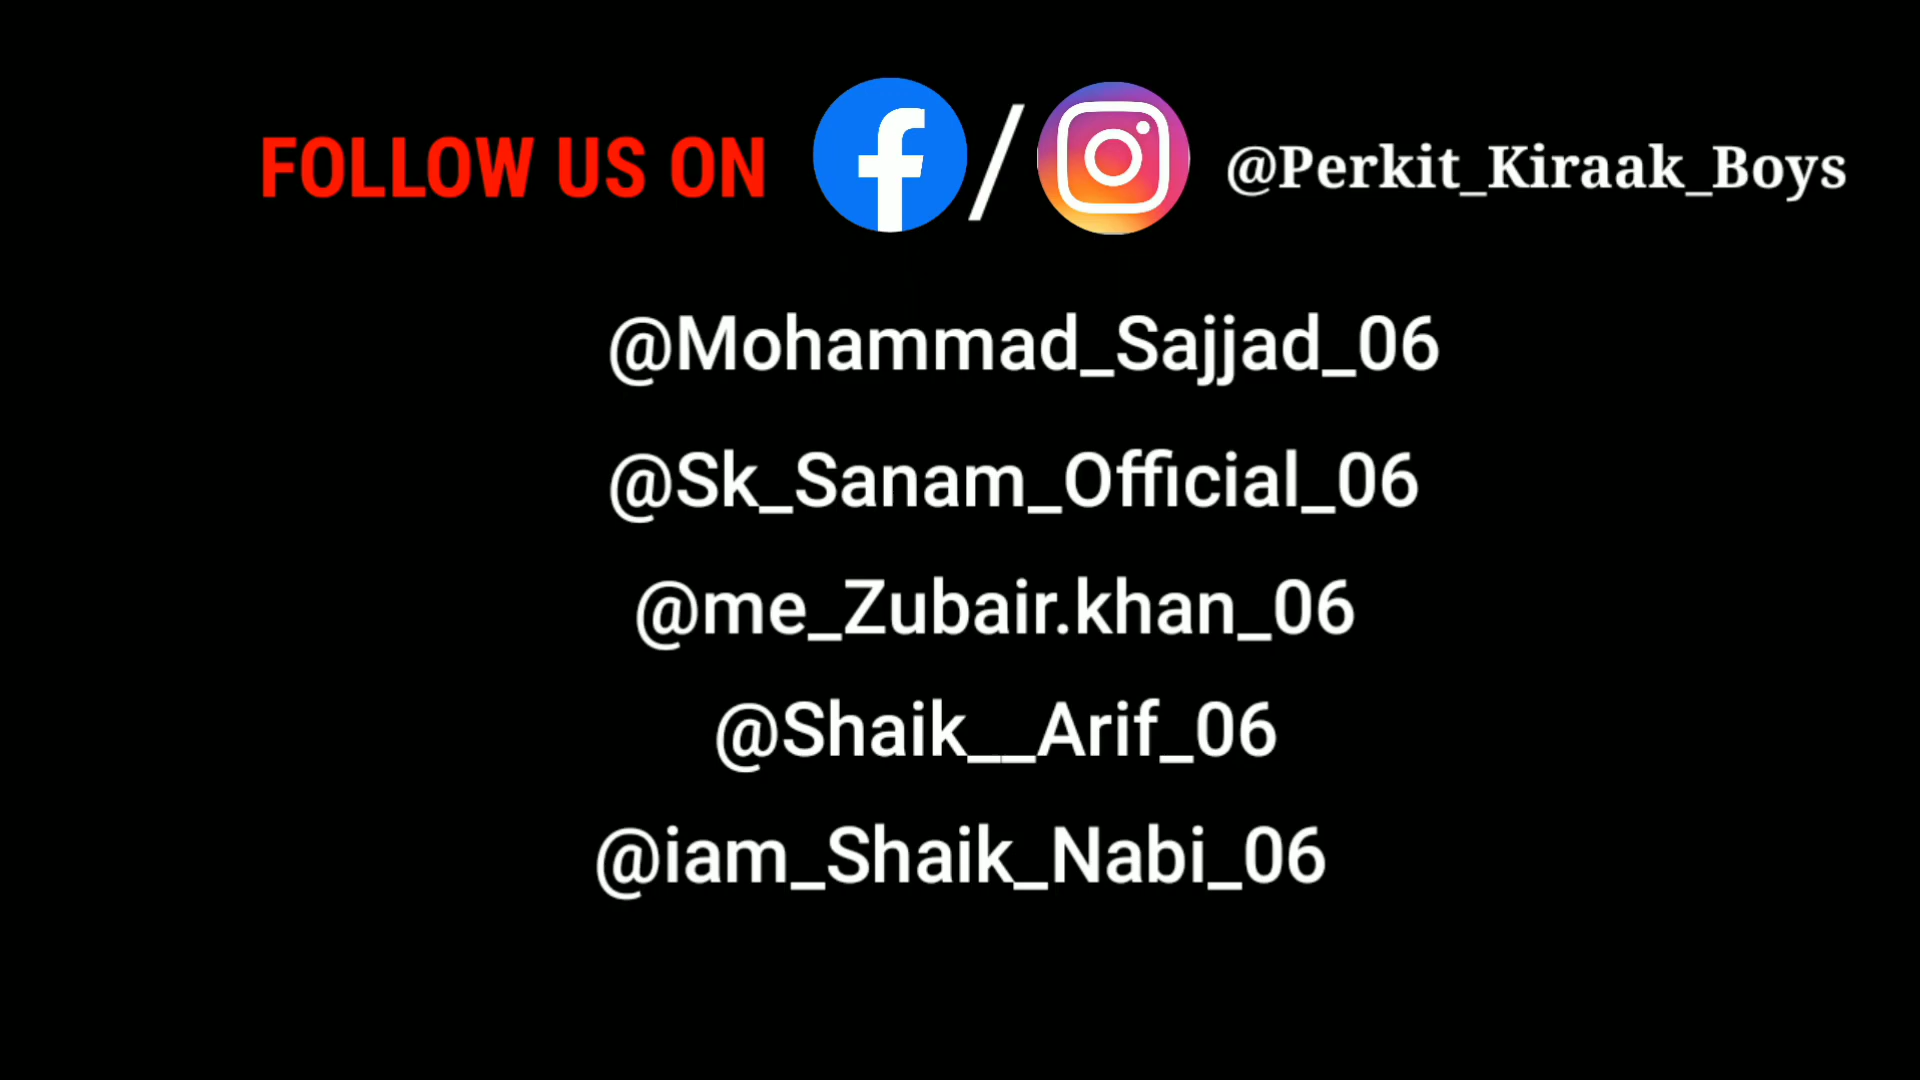 FOLLOW US ON / @Perkit_Kiraak_Boys
@Mohammad_Sajjad_06
@Sk_Sanam_Official_06
@me_Zubair.khan_06
@Shaik__Arif_06
@iam_Shaik_Nabi_06